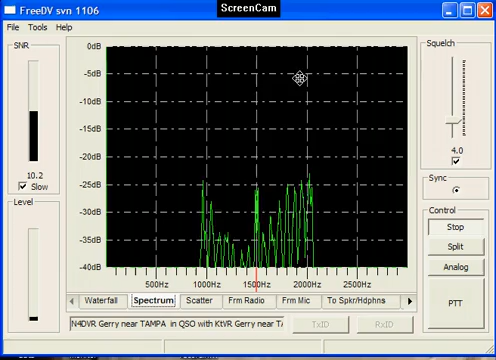 ScreenCam
FreeDV svn 1106
File Tools Help
SNR
10.2
Slow
Level
0dB
-5dB
-10dB
-15dB
-20dB
-25dB
-30dB
-35dB
-40dB
500Hz 1000Hz 1500Hz 2000Hz 2500Hz
Waterfall Spectrum Scatter Frm Radio Frm Mic To Spkr/Hdphns
N4DVR Gerry near TAMPA in QSO with KtVR Gerry near T/
TxID RxID
Squelch
4.0
Sync
Control
Stop
Split
Analog
PTT